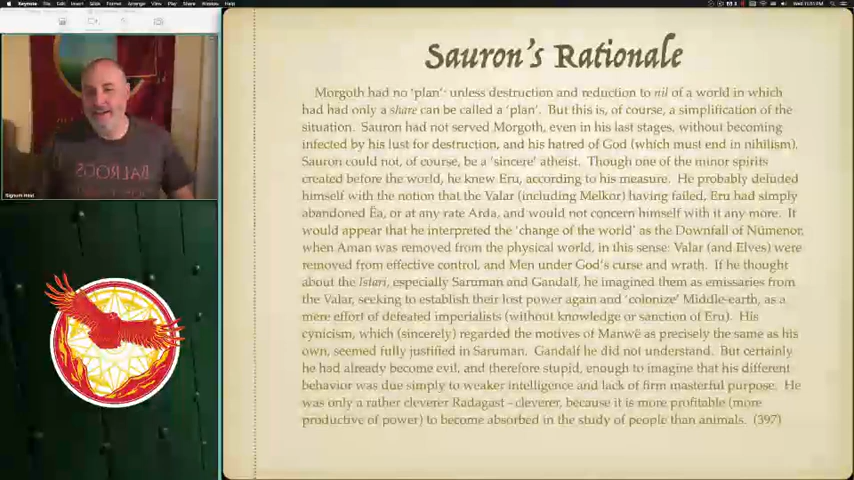 Keynote File Edit Insert Slide Format Arrange View Play Share Window Help
Sauron's Rationale
Morgoth had no 'plan': unless destruction and reduction to nil of a world in which
had had only a share can be called a 'plan'. But this is, of course, a simplification of the
situation. Sauron had not served Morgoth, even in his last stages, without becoming
infected by his lust for destruction, and his hatred of God (which must end in nihilism).
Sauron could not, of course, be a 'sincere' atheist. Though one of the minor spirits
created before the world, he knew Eru, according to his measure. He probably deluded
himself with the notion that the Valar (including Melkor) having failed, Eru had simply
abandoned Ëa, or at any rate Arda, and would not concern himself with it any more. It
would appear that he interpreted the 'change of the world' as the Downfall of Númenor,
when Aman was removed from the physical world, in this sense: Valar (and Elves) were
removed from effective control, and Men under God's curse and wrath. If he thought
about the Istari, especially Saruman and Gandalf, he imagined them as emissaries from
the Valar, seeking to establish their lost power again and 'colonize' Middle-earth, as a
mere effort of defeated imperialists (without knowledge or sanction of Eru). His
cynicism, which (sincerely) regarded the motives of Manwë as precisely the same as his
own, seemed fully justified in Saruman. Gandalf he did not understand. But certainly
he had already become evil, and therefore stupid, enough to imagine that his different
behavior was due simply to weaker intelligence and lack of firm masterful purpose. He
was only a rather cleverer Radagast – cleverer, because it is more profitable (more
productive of power) to become absorbed in the study of people than animals. (397)
BALROGS